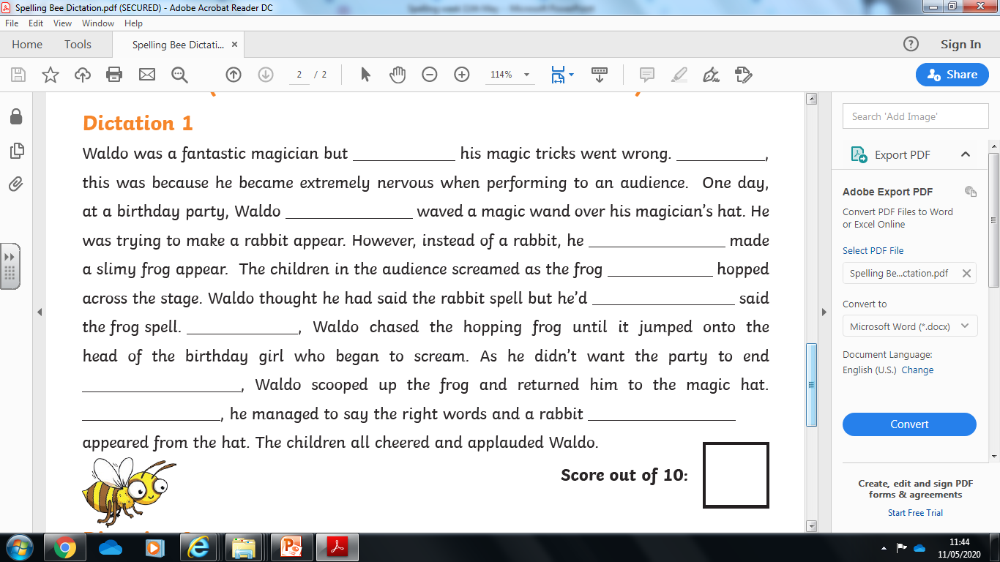 Spelling Bee Dictation.pdf (SECURED) - Adobe Acrobat Reader DC
Spelling week 11th May - Microsoft PowerPoint
File Edit View Window Help
Home Tools Spelling Bee Dictati... × ? Sign In
2 / 2 114% Share
Dictation 1
Waldo was a fantastic magician but ____________ his magic tricks went wrong. ___________,
this was because he became extremely nervous when performing to an audience. One day,
at a birthday party, Waldo _______________ waved a magic wand over his magician's hat. He
was trying to make a rabbit appear. However, instead of a rabbit, he ________________ made
a slimy frog appear. The children in the audience screamed as the frog ____________ hopped
across the stage. Waldo thought he had said the rabbit spell but he'd _________________ said
the frog spell. _____________, Waldo chased the hopping frog until it jumped onto the
head of the birthday girl who began to scream. As he didn't want the party to end
___________________, Waldo scooped up the frog and returned him to the magic hat.
________________, he managed to say the right words and a rabbit _________________
appeared from the hat. The children all cheered and applauded Waldo.
Score out of 10:
Search 'Add Image'
Export PDF
Adobe Export PDF
Convert PDF Files to Word
or Excel Online
Select PDF File
Spelling Be...ctation.pdf
Convert to
Microsoft Word (*.docx)
Document Language:
English (U.S.) Change
Convert
Create, edit and sign PDF
forms & agreements
Start Free Trial
11:44
11/05/2020